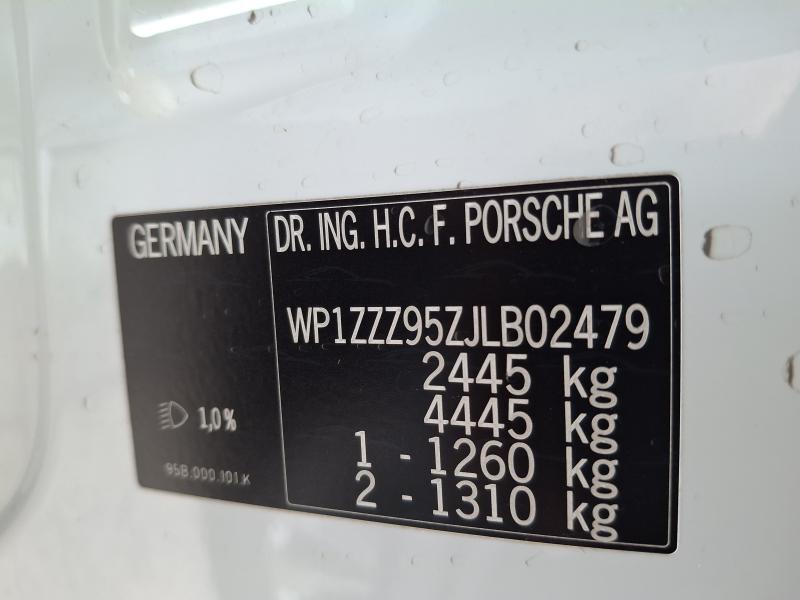 GERMANY
1,0%
95B.000.101.K
DR. ING. H.C. F. PORSCHE AG
WP1ZZZ95ZJLB02479
2445 kg
4445 kg
1 - 1260 kg
2 - 1310 kg